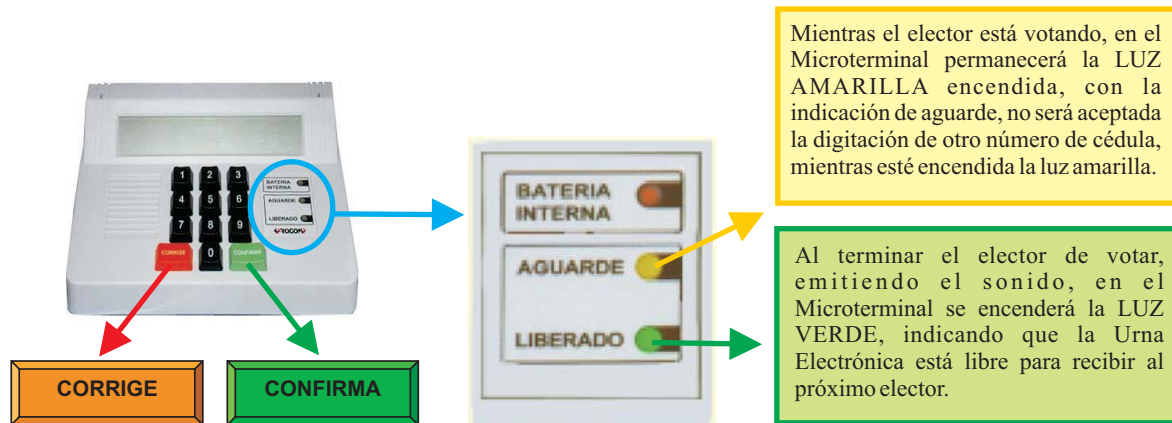 1 2 3
4 5 6
7 8 9
CORRIGE 0 CONFIRMA
BATERIA
INTERNA
AGUARDE
LIBERADO
PROCOMP
CORRIGE
CONFIRMA
BATERIA
INTERNA
AGUARDE
LIBERADO
Mientras el elector está votando, en el
Microterminal permanecerá la LUZ
AMARILLA encendida, con la
indicación de aguarde, no será aceptada
la digitación de otro número de cédula,
mientras esté encendida la luz amarilla.
Al terminar el elector de votar,
emitiendo el sonido, en el
Microterminal se encenderá la LUZ
VERDE, indicando que la Urna
Electrónica está libre para recibir al
próximo elector.